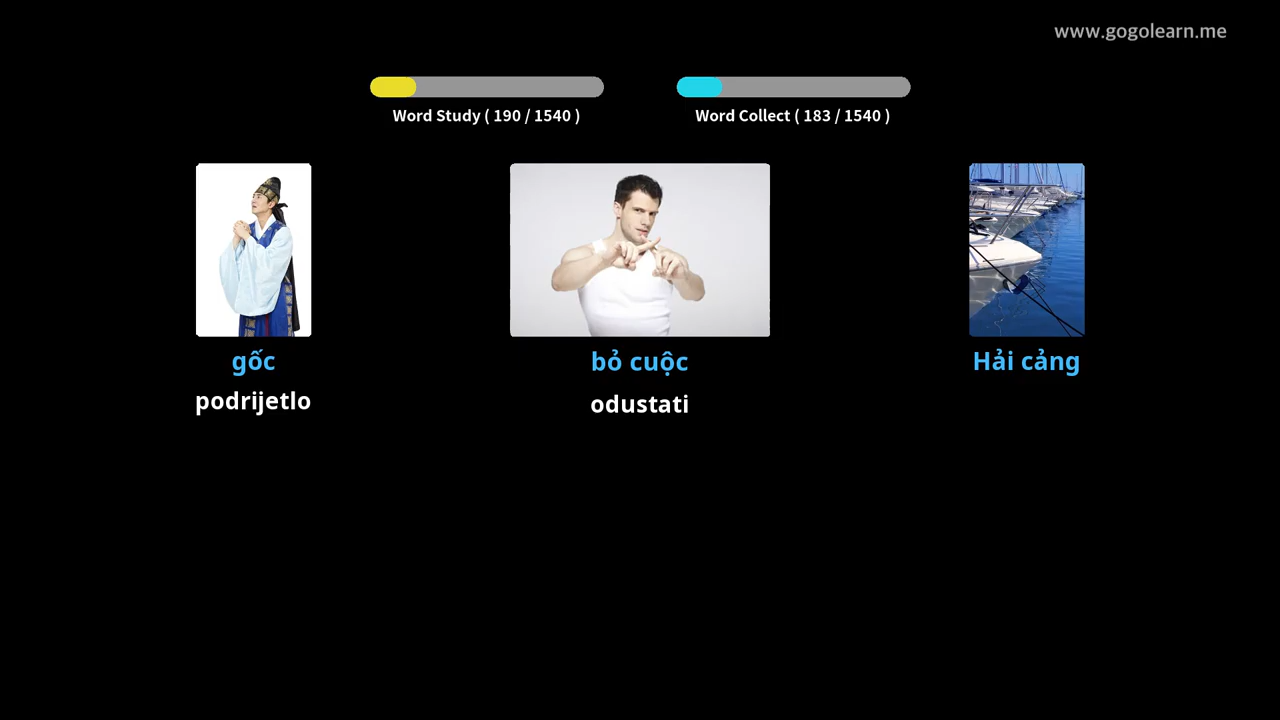 www.gogolearn.me
Word Study ( 190 / 1540 )
Word Collect ( 183 / 1540 )
gốc
bỏ cuộc
Hải cảng
podrijetlo
odustati